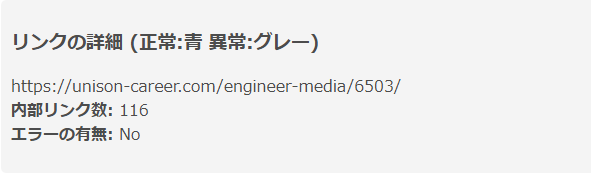 リンクの詳細 (正常:青 異常:グレー)
https://unison-career.com/engineer-media/6503/
内部リンク数: 116
エラーの有無: No